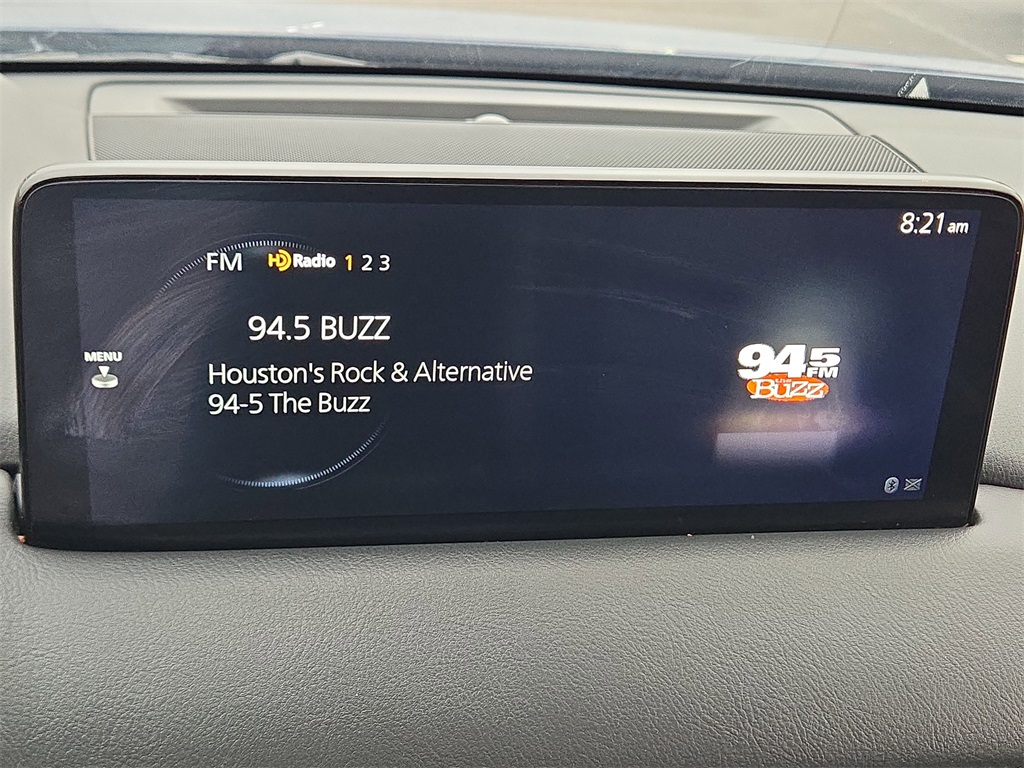 8:21 am
FM HD Radio 1 2 3
94.5 BUZZ
MENU
Houston's Rock & Alternative
94-5 The Buzz
94.5 FM
the Buzz